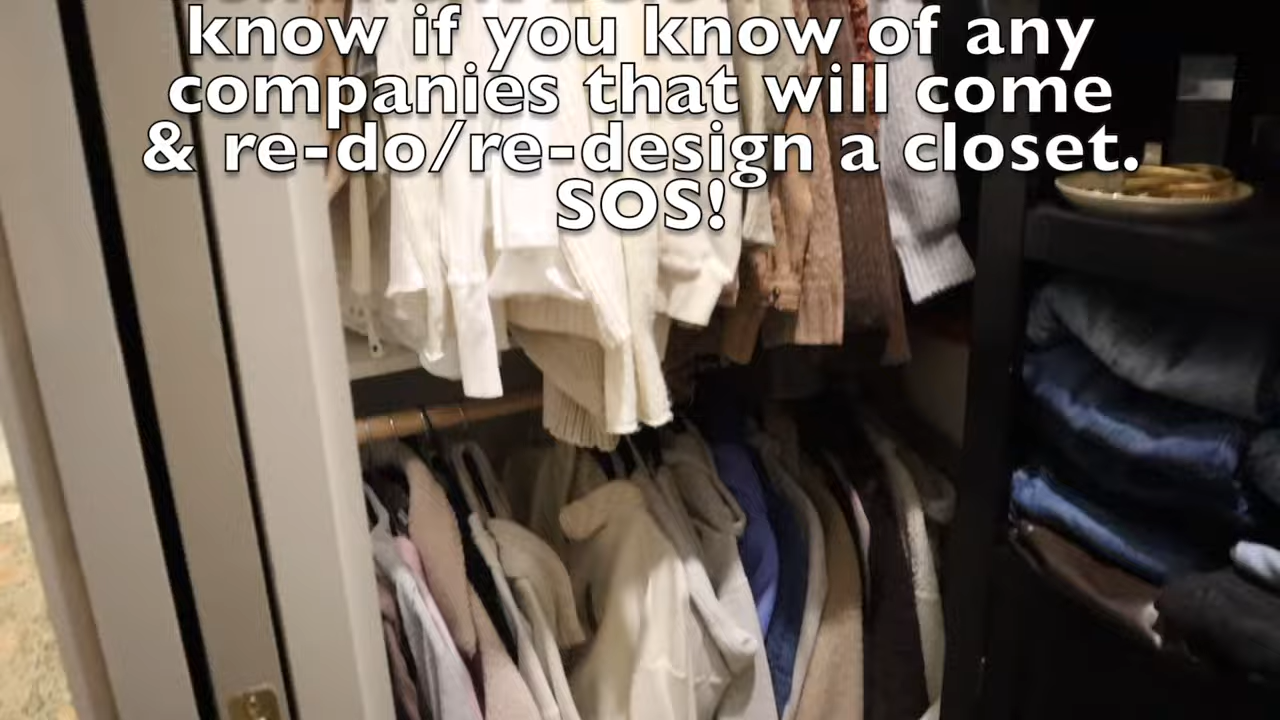 know if you know of any
companies that will come
& re-do/re-design a closet.
SOS!